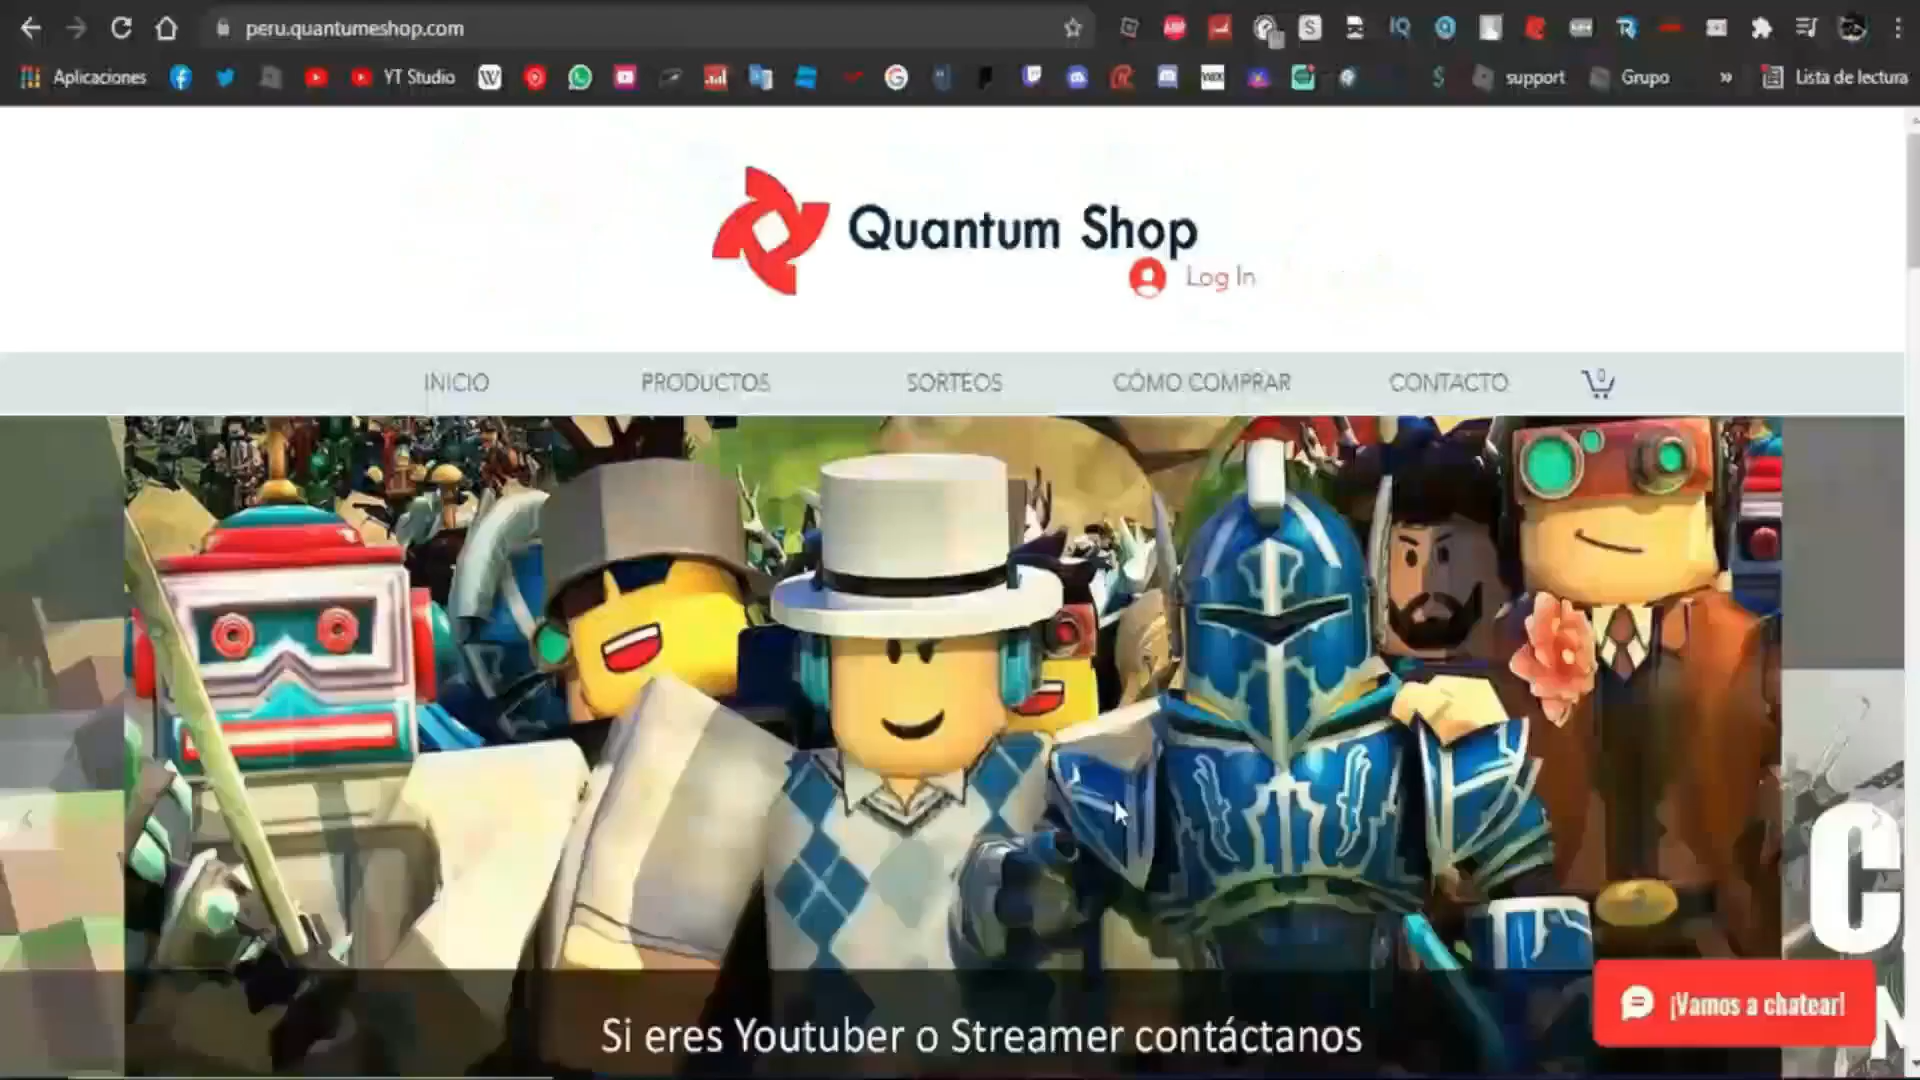 peru.quantumeshop.com
Aplicaciones
YT Studio
support
Grupo
Lista de lectura
Quantum Shop
Log In
INICIO
PRODUCTOS
SORTEOS
CÓMO COMPRAR
CONTACTO
0
C
N
¡Vamos a chatear!
Si eres Youtuber o Streamer contáctanos